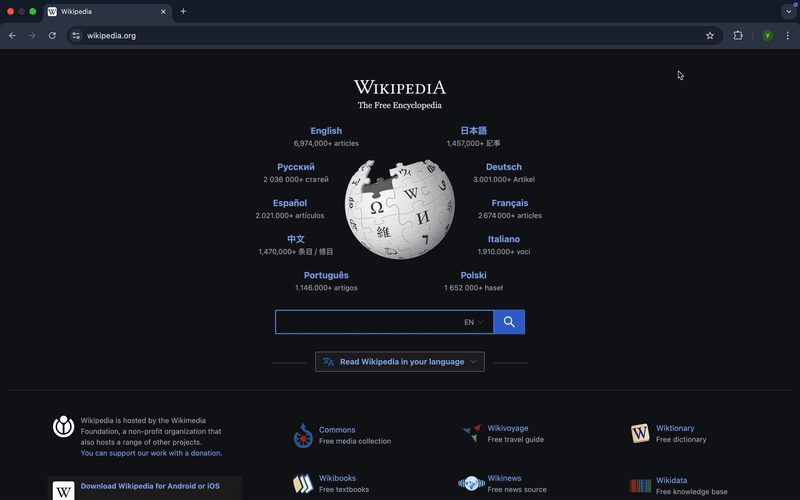 Wikipedia
wikipedia.org
Y
WIKIPEDIA
The Free Encyclopedia
English
6,974,000+ articles
日本語
1,457,000+ 記事
Русский
2 036 000+ статей
Deutsch
3.001.000+ Artikel
Español
2.021.000+ artículos
Français
2 674 000+ articles
中文
1,470,000+ 条目 / 條目
Italiano
1.910.000+ voci
Português
1.146.000+ artigos
Polski
1 652 000+ haseł
Ω
W
И
維
EN
Read Wikipedia in your language
Wikipedia is hosted by the Wikimedia
Foundation, a non-profit organization that
also hosts a range of other projects.
You can support our work with a donation.
Download Wikipedia for Android or iOS
Commons
Free media collection
Wikivoyage
Free travel guide
Wiktionary
Free dictionary
Wikibooks
Free textbooks
Wikinews
Free news source
Wikidata
Free knowledge base